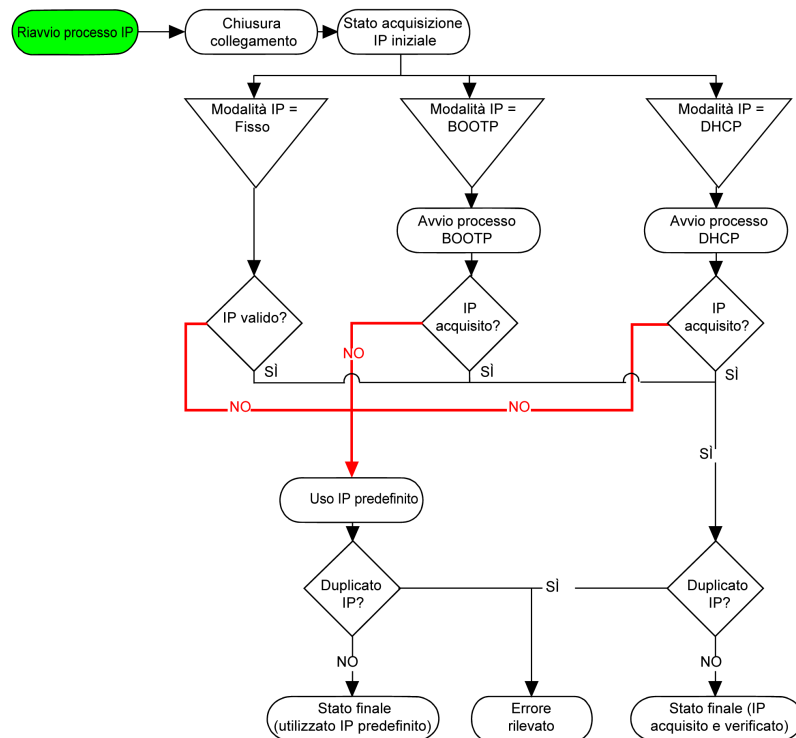 Riavvio processo IP
Chiusura
collegamento
Stato acquisizione
IP iniziale
Modalità IP =
Fisso
Modalità IP =
BOOTP
Modalità IP =
DHCP
Avvio processo
BOOTP
Avvio processo
DHCP
IP valido?
IP
acquisito?
IP
acquisito?
NO
SÌ
SÌ
SÌ
NO
NO
SÌ
Uso IP predefinito
Duplicato
IP?
SÌ
Duplicato
IP?
NO
NO
Stato finale
(utilizzato IP predefinito)
Errore
rilevato
Stato finale (IP
acquisito e verificato)